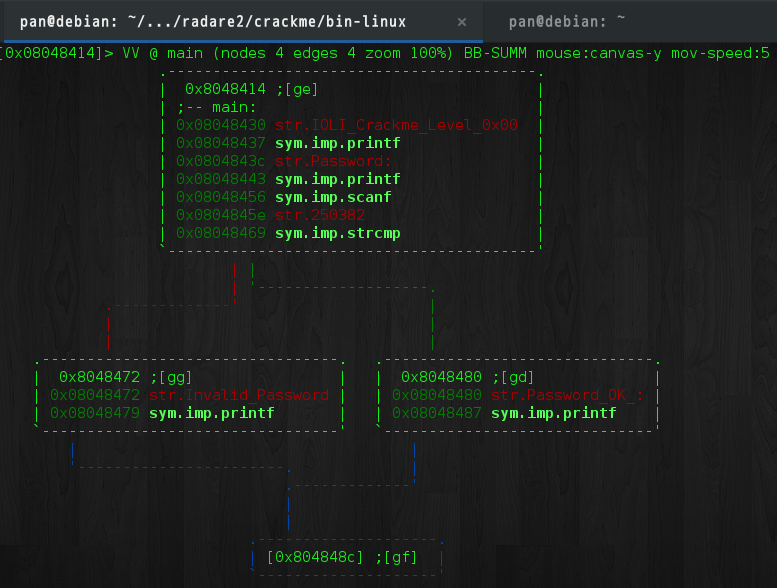 pan@debian: ~/.../radare2/crackme/bin-linux × pan@debian: ~
[0x08048414]> VV @ main (nodes 4 edges 4 zoom 100%) BB-SUMM mouse:canvas-y mov-speed:5
0x8048414 ;[ge]
;-- main:
0x08048430 str.IOLI_Crackme_Level_0x00
0x08048437 sym.imp.printf
0x0804843c str.Password:
0x08048443 sym.imp.printf
0x08048456 sym.imp.scanf
0x0804845e str.250382
0x08048469 sym.imp.strcmp
0x8048472 ;[gg]
0x08048472 str.Invalid_Password
0x08048479 sym.imp.printf
0x8048480 ;[gd]
0x08048480 str.Password_OK_:
0x08048487 sym.imp.printf
[0x804848c] ;[gf]